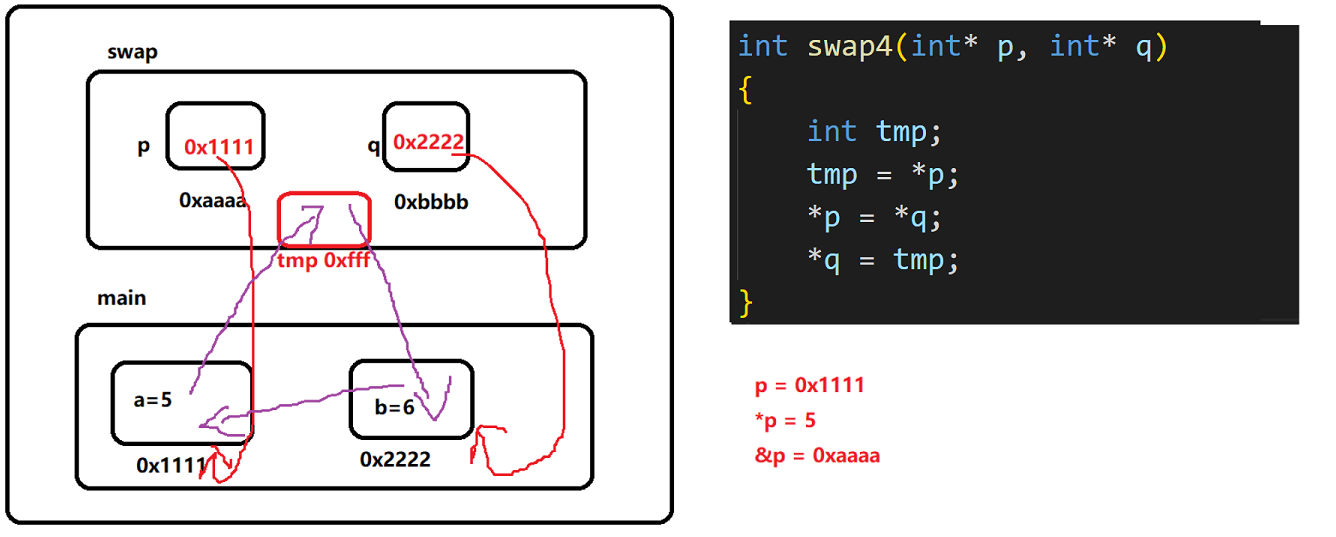 swap
p
0x1111
q
0x2222
0xaaaa
0xbbbb
tmp 0xfff
main
a=5
b=6
0x1111
0x2222
int swap4(int* p, int* q)
{
    int tmp;
    tmp = *p;
    *p = *q;
    *q = tmp;
}
p = 0x1111
*p = 5
&p = 0xaaaa